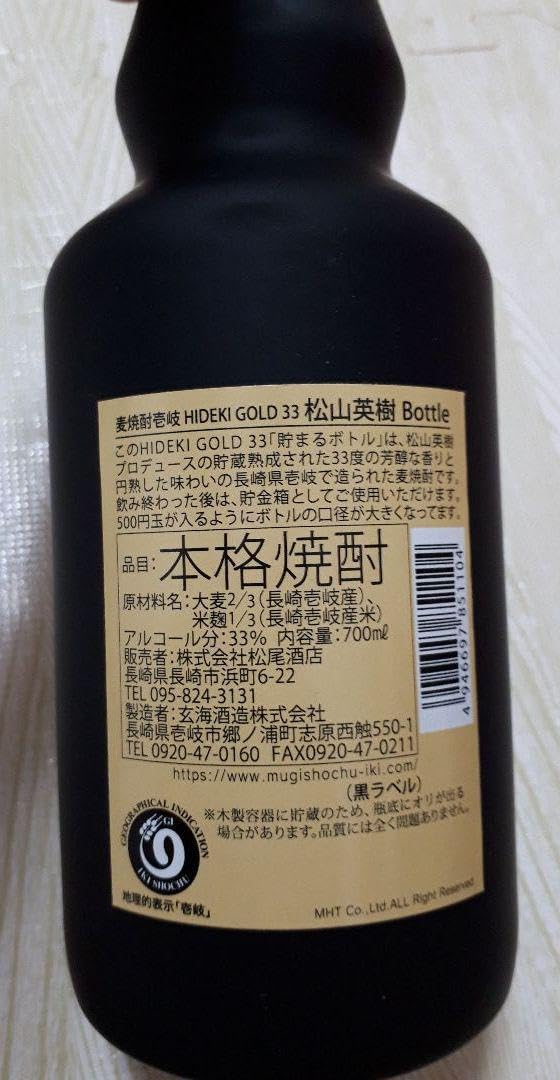 麦焼酎壱岐 HIDEKI GOLD 33 松山英樹 Bottle
このHIDEKI GOLD 33「貯まるボトル」は、松山英樹
プロデュースの貯蔵熟成された33度の芳醇な香りと
円熟した味わいの長崎県壱岐で造られた麦焼酎です。
飲み終わった後は、貯金箱としてご使用いただけます。
500円玉が入るようにボトルの口径が大きくなってます。
品目：本格焼酎
原材料名：大麦2/3（長崎壱岐産）、
米麹1/3（長崎壱岐産米）
アルコール分：33% 内容量：700㎖
販売者：株式会社松尾酒店
長崎県長崎市浜町6-22
TEL 095-824-3131
製造者：玄海酒造株式会社
長崎県壱岐市郷ノ浦町志原西触550-1
TEL 0920-47-0160 FAX0920-47-0211
4 946697 851104
https://www.mugishochu-iki.com/
（黒ラベル）
※木製容器に貯蔵のため、瓶底にオリが出る
場合があります。品質には全く問題ありません。
GEOGRAPHICAL INDICATION
GI
IKI SHOCHU
地理的表示「壱岐」
MHT Co.,Ltd.ALL Right Reserved